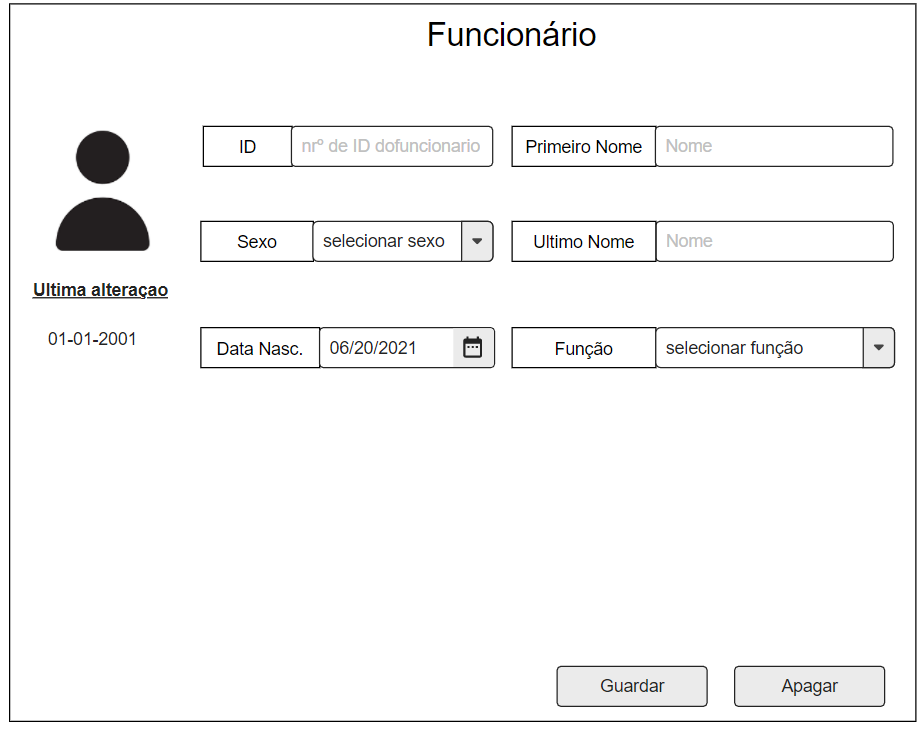 Funcionário
ID nrº de ID dofuncionario Primeiro Nome Nome
Sexo selecionar sexo Ultimo Nome Nome
Ultima alteraçao
01-01-2001
Data Nasc. 06/20/2021 Função selecionar função
Guardar Apagar